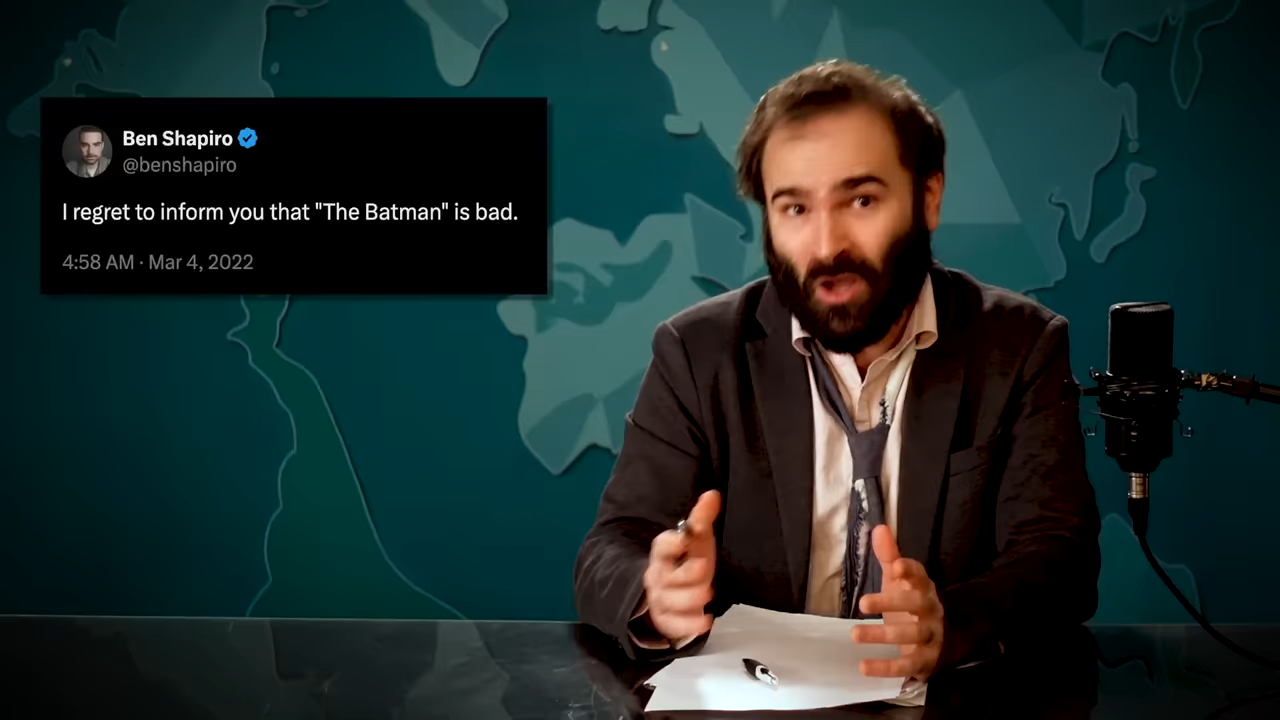 Ben Shapiro
@benshapiro
I regret to inform you that "The Batman" is bad.
4:58 AM · Mar 4, 2022